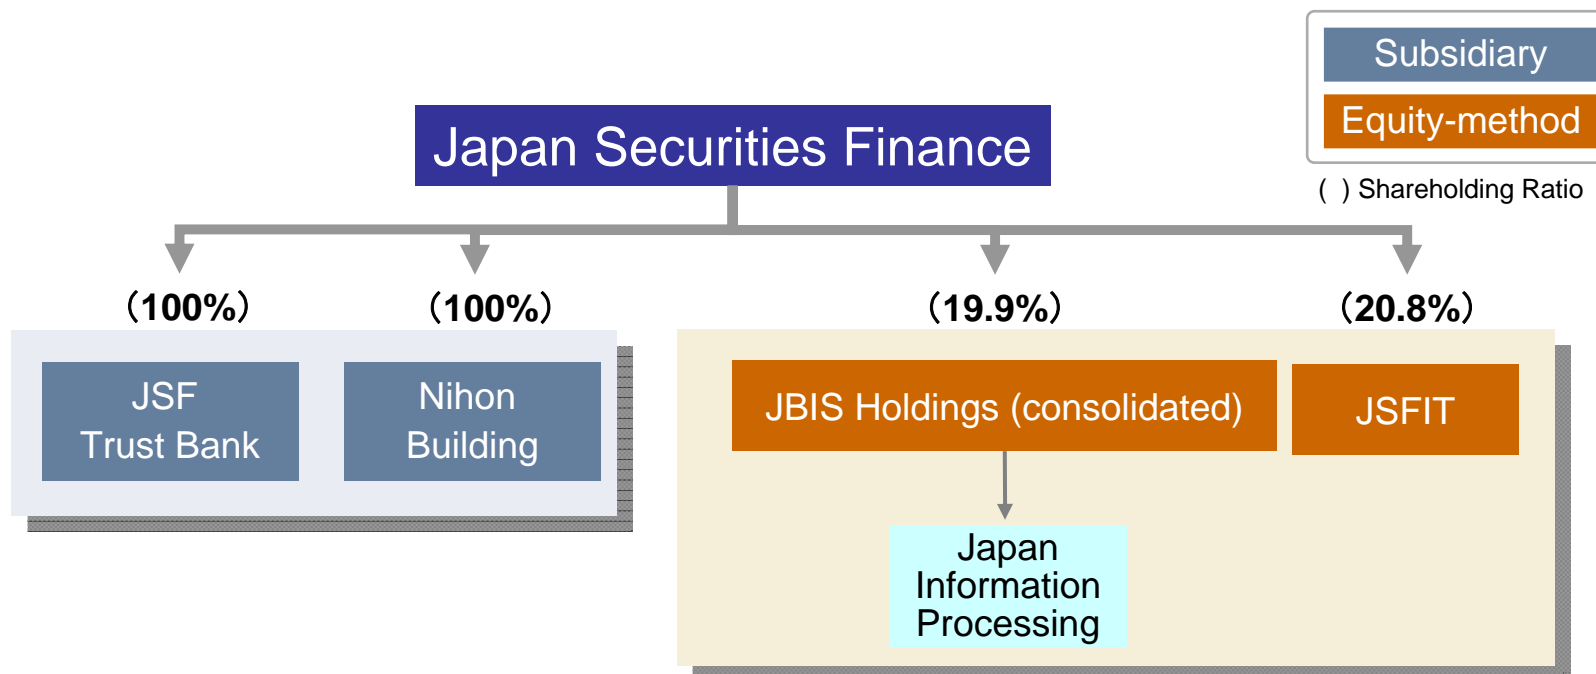 Subsidiary
Equity-method
( ) Shareholding Ratio
Japan Securities Finance
(100%)
(100%)
(19.9%)
(20.8%)
JSF
Trust Bank
Nihon
Building
JBIS Holdings (consolidated)
JSFIT
Japan
Information
Processing